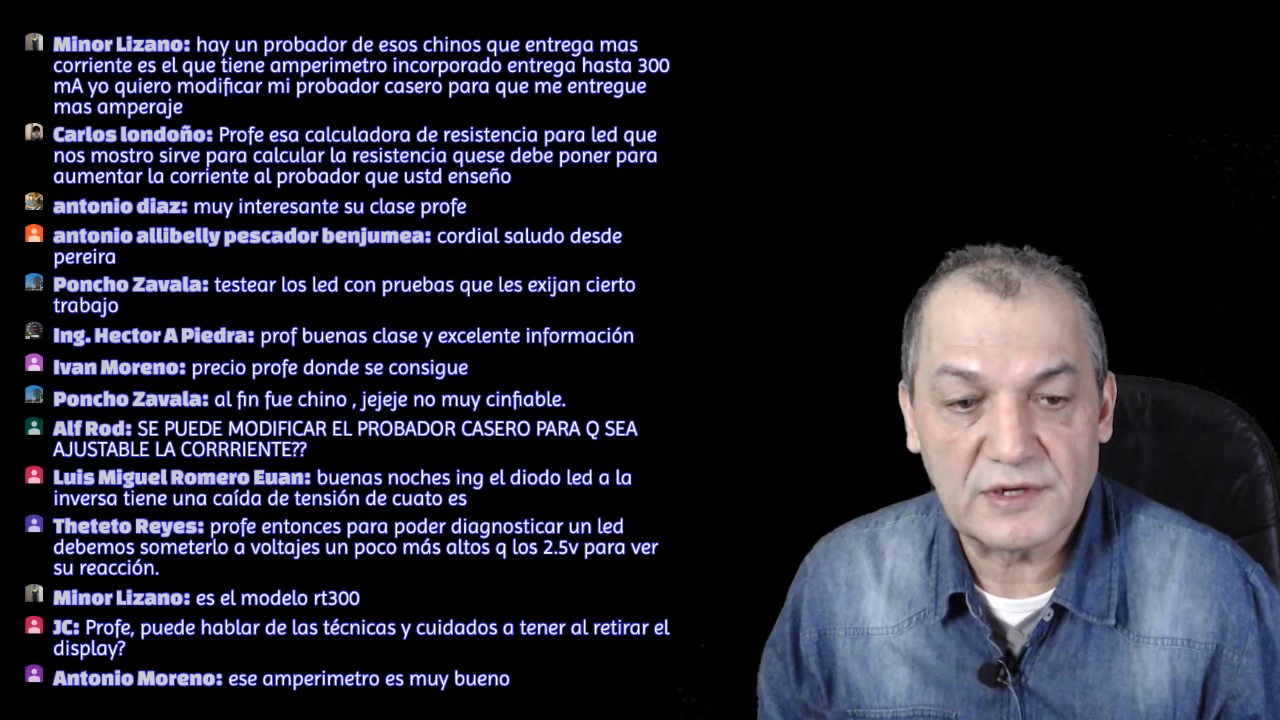 Minor Lizano: hay un probador de esos chinos que entrega mas
corriente es el que tiene amperimetro incorporado entrega hasta 300
mA yo quiero modificar mi probador casero para que me entregue
mas amperaje
Carlos londoño: Profe esa calculadora de resistencia para led que
nos mostro sirve para calcular la resistencia quese debe poner para
aumentar la corriente al probador que ustd enseño
antonio diaz: muy interesante su clase profe
antonio allibelly pescador benjumea: cordial saludo desde
pereira
Poncho Zavala: testear los led con pruebas que les exijan cierto
trabajo
Ing. Hector A Piedra: prof buenas clase y excelente información
Ivan Moreno: precio profe donde se consigue
Poncho Zavala: al fin fue chino , jejeje no muy cinfiable.
Alf Rod: SE PUEDE MODIFICAR EL PROBADOR CASERO PARA Q SEA
AJUSTABLE LA CORRRIENTE??
Luis Miguel Romero Euan: buenas noches ing el diodo led a la
inversa tiene una caída de tensión de cuato es
Theteto Reyes: profe entonces para poder diagnosticar un led
debemos someterlo a voltajes un poco más altos q los 2.5v para ver
su reacción.
Minor Lizano: es el modelo rt300
JC: Profe, puede hablar de las técnicas y cuidados a tener al retirar el
display?
Antonio Moreno: ese amperimetro es muy bueno